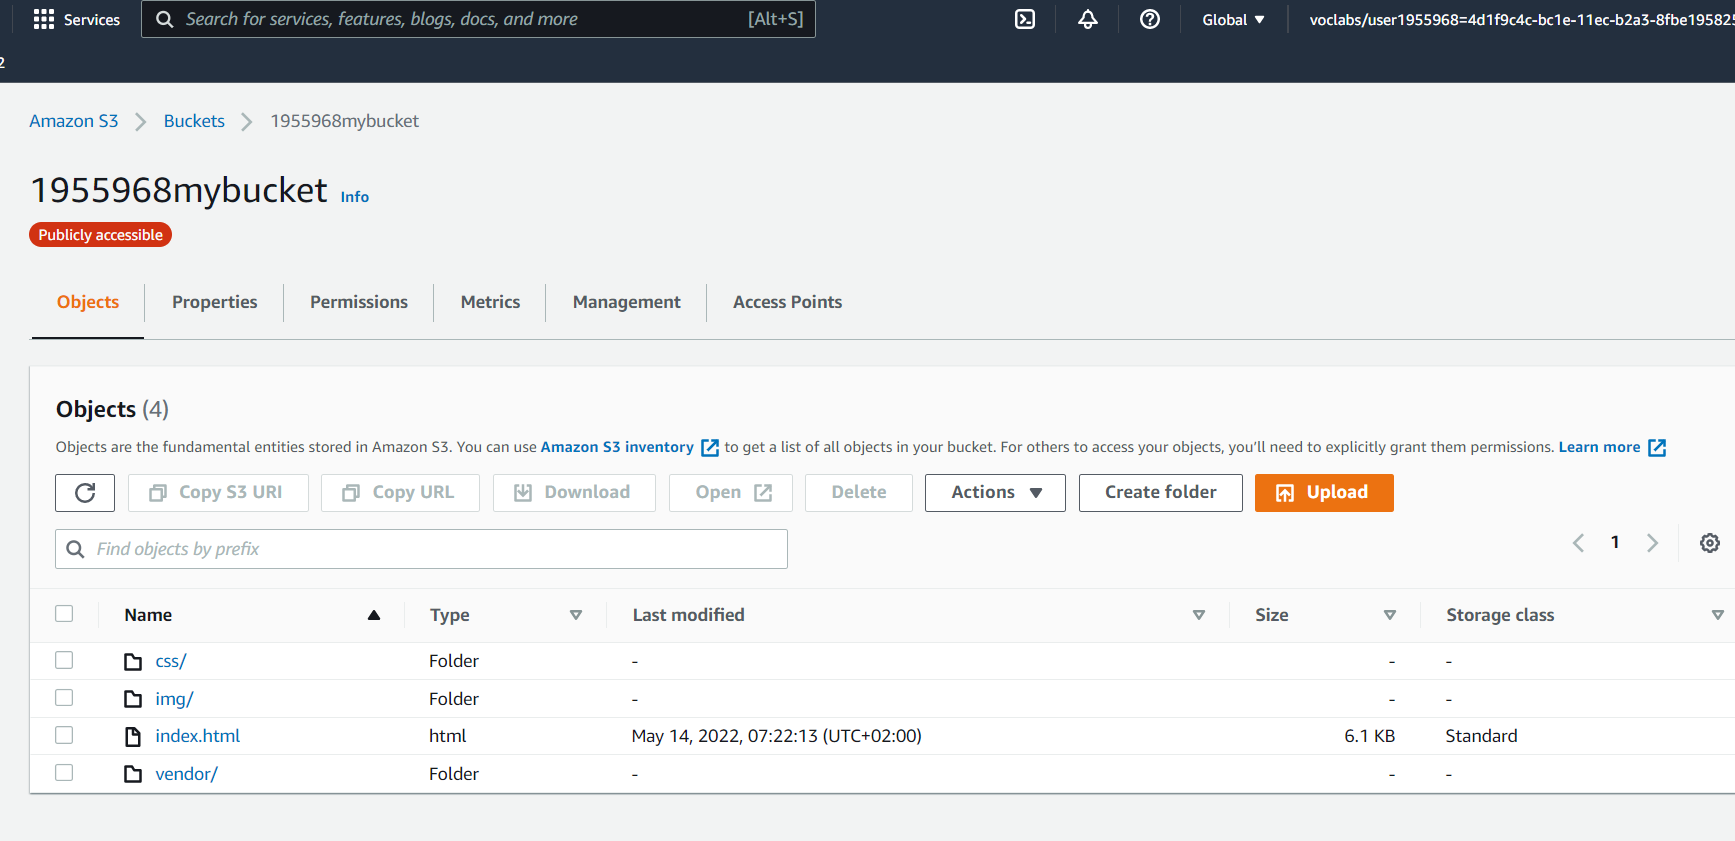 Services Search for services, features, blogs, docs, and more [Alt+S] Global voclabs/user1955968=4d1f9c4c-bc1e-11ec-b2a3-8fbe195825
2
Amazon S3 Buckets 1955968mybucket
1955968mybucket Info
Publicly accessible
Objects Properties Permissions Metrics Management Access Points
Objects (4)
Objects are the fundamental entities stored in Amazon S3. You can use Amazon S3 inventory to get a list of all objects in your bucket. For others to access your objects, you'll need to explicitly grant them permissions. Learn more
Copy S3 URI Copy URL Download Open Delete Actions Create folder Upload
Find objects by prefix 1
Name Type Last modified Size Storage class
css/ Folder - - -
img/ Folder - - -
index.html html May 14, 2022, 07:22:13 (UTC+02:00) 6.1 KB Standard
vendor/ Folder - - -